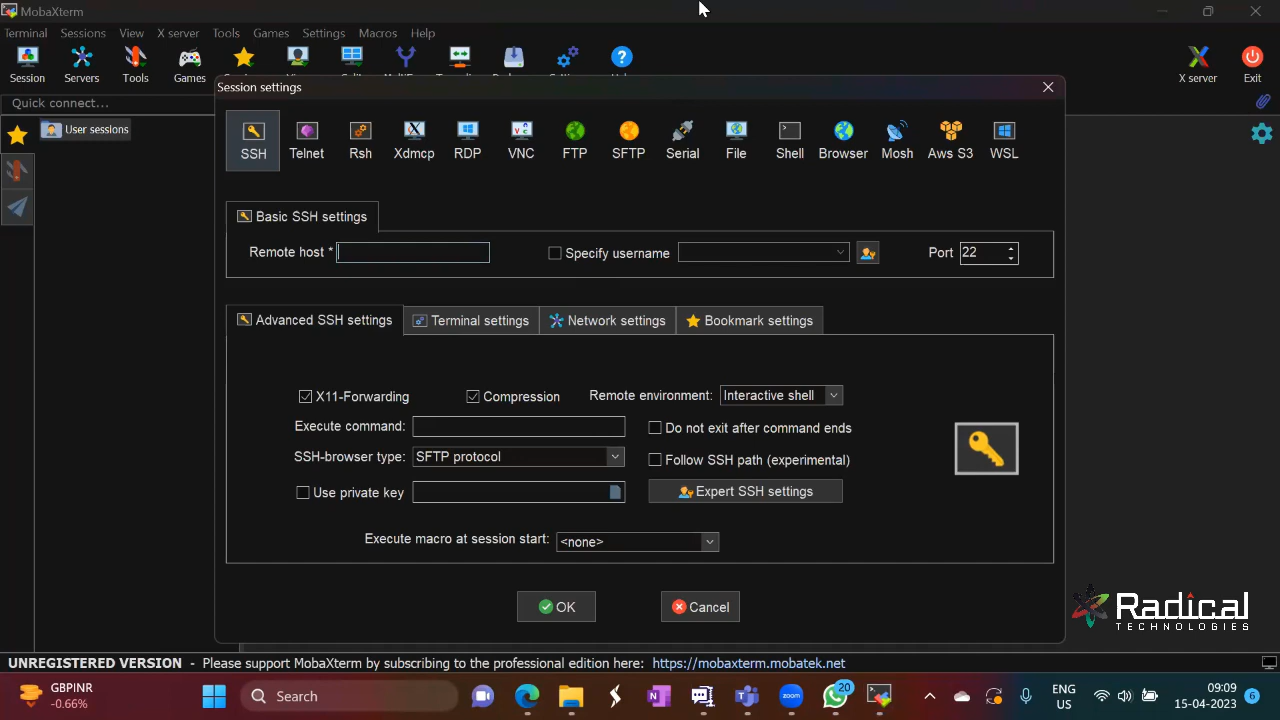 MobaXterm
Terminal Sessions View X server Tools Games Settings Macros Help
Session Servers Tools Games Help X server Exit
Quick connect...
User sessions
Session settings
SSH Telnet Rsh Xdmcp RDP VNC FTP SFTP Serial File Shell Browser Mosh Aws S3 WSL
Basic SSH settings
Remote host * Specify username Port 22
Advanced SSH settings Terminal settings Network settings Bookmark settings
X11-Forwarding Compression Remote environment: Interactive shell
Execute command: Do not exit after command ends
SSH-browser type: SFTP protocol Follow SSH path (experimental)
Use private key Expert SSH settings
Execute macro at session start: <none>
OK Cancel
Radical
TECHNOLOGIES
UNREGISTERED VERSION - Please support MobaXterm by subscribing to the professional edition here: https://mobaxterm.mobatek.net
GBPINR
-0.66%
Search
20
ENG
US
09:09
15-04-2023
6